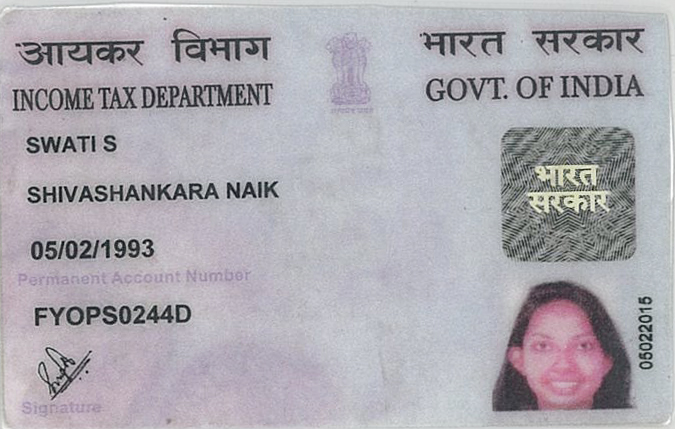 आयकर विभाग
भारत सरकार
INCOME TAX DEPARTMENT
GOVT. OF INDIA
SWATI S
SHIVASHANKARA NAIK
05/02/1993
Permanent Account Number
FYOPS0244D
Signature
भारत
सरकार
05022015